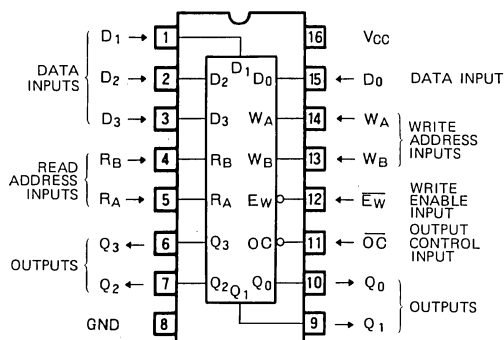 D1 1 16 VCC
DATA INPUTS
D2 2 D2 D1 D0 15 D0 DATA INPUT
D3 3 D3 WA 14 WA
WRITE ADDRESS INPUTS
RB 4 RB WB 13 WB
READ ADDRESS INPUTS
RA 5 RA EW 12 E̅W̅ WRITE ENABLE INPUT
Q3 6 Q3 OC 11 O̅C̅ OUTPUT CONTROL INPUT
OUTPUTS
Q2 7 Q2 Q1 Q0 10 Q0
OUTPUTS
GND 8 9 Q1